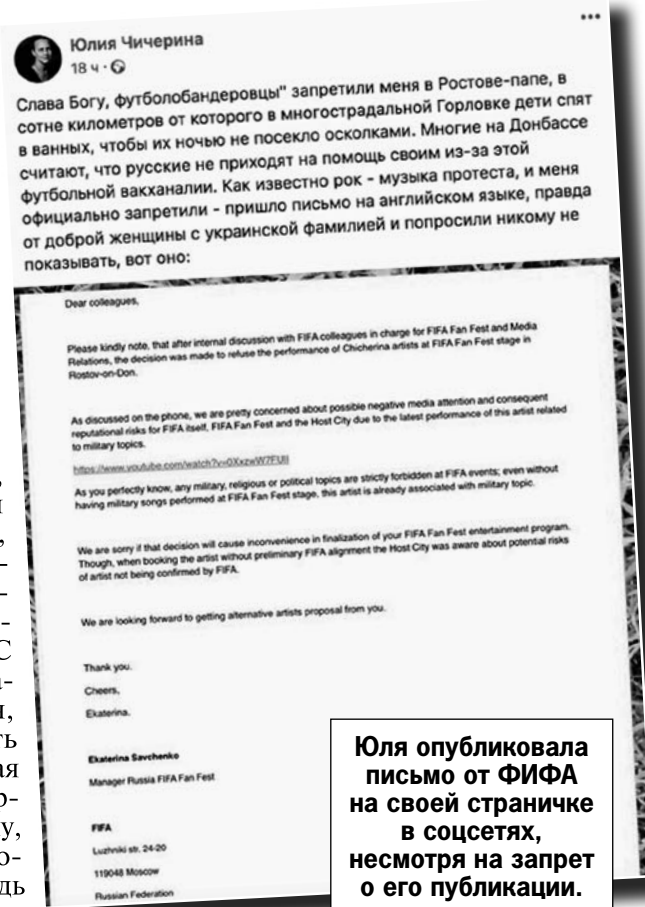 Юлия Чичерина
18 ч ·
Слава Богу, футболобандеровцы" запретили меня в Ростове-папе, в
сотне километров от которого в многострадальной Горловке дети спят
в ванных, чтобы их ночью не посекло осколками. Многие на Донбассе
считают, что русские не приходят на помощь своим из-за этой
футбольной вакханалии. Как известно рок - музыка протеста, и меня
официально запретили - пришло письмо на английском языке, правда
от доброй женщины с украинской фамилией и попросили никому не
показывать, вот оно:
Dear colleagues,
Please kindly note, that after internal discussion with FIFA colleagues in charge for FIFA Fan Fest and Media
Relations, the decision was made to refuse the performance of Chicherina artists at FIFA Fan Fest stage in
Rostov-on-Don.
As discussed on the phone, we are pretty concerned about possible negative media attention and consequent
reputational risks for FIFA itself, FIFA Fan Fest and the Host City due to the latest performance of this artist related
to military topics.
As you perfectly know, any military, religious or political topics are strictly forbidden at FIFA events; even without
having military songs performed at FIFA Fan Fest stage, this artist is already associated with military topic.
We are sorry if that decision will cause inconvenience in finalization of your FIFA Fan Fest entertainment program.
Though, when booking the artist without preliminary FIFA alignment the Host City was aware about potential risks
of artist not being confirmed by FIFA.
We are looking forward to getting alternative artists proposal from you.
Thank you.
Cheers,
Ekaterina.
Ekaterina Savchenko
Manager Russia FIFA Fan Fest
FIFA
Luzhniki str. 24-20
119048 Moscow
Russian Federation
Юля опубликовала
письмо от ФИФА
на своей страничке
в соцсетях,
несмотря на запрет
о его публикации.